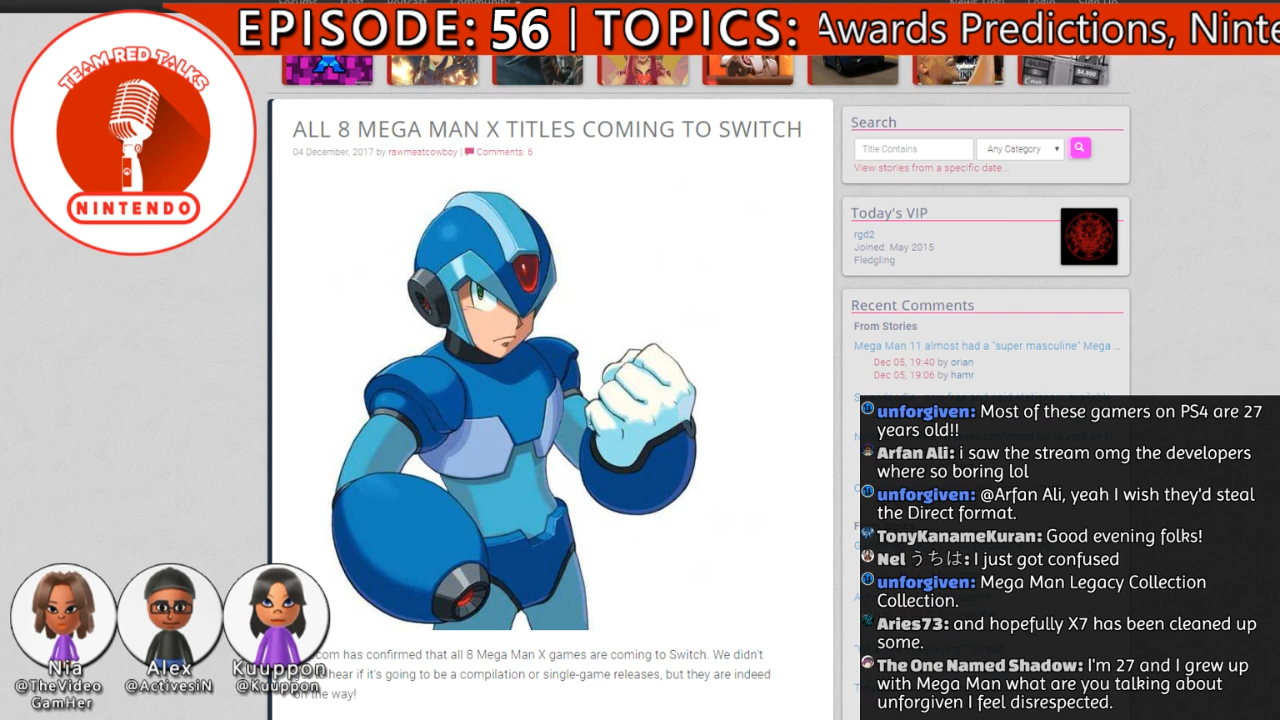 EPISODE: 56 | TOPICS: Awards Predictions, Ninte
TEAM RED TALKS
NINTENDO
ALL 8 MEGA MAN X TITLES COMING TO SWITCH
04 December, 2017 by rawmeatcowboy | Comments: 6
Search
Title Contains
Any Category
View stories from a specific date...
Today's VIP
rgd2
Joined: May 2015
Fledgling
Recent Comments
From Stories
Mega Man 11 almost had a "super masculine" Mega ...
Dec 05, 19:40 by orian
Dec 05, 19:06 by hamr
unforgiven: Most of these gamers on PS4 are 27
years old!!
Arfan Ali: i saw the stream omg the developers
where so boring lol
unforgiven: @Arfan Ali, yeah I wish they'd steal
the Direct format.
TonyKanameKuran: Good evening folks!
Nel うちは: I just got confused
unforgiven: Mega Man Legacy Collection
Collection.
Aries73: and hopefully X7 has been cleaned up
some.
The One Named Shadow: I'm 27 and I grew up
with Mega Man what are you talking about
unforgiven I feel disrespected.
com has confirmed that all 8 Mega Man X games are coming to Switch. We didn't
hear if it's going to be a compilation or single-game releases, but they are indeed
on the way!
Nia
@TheVideo
GamHer
Alex
@ActivesiN
Kuuppon
@Kuuppon